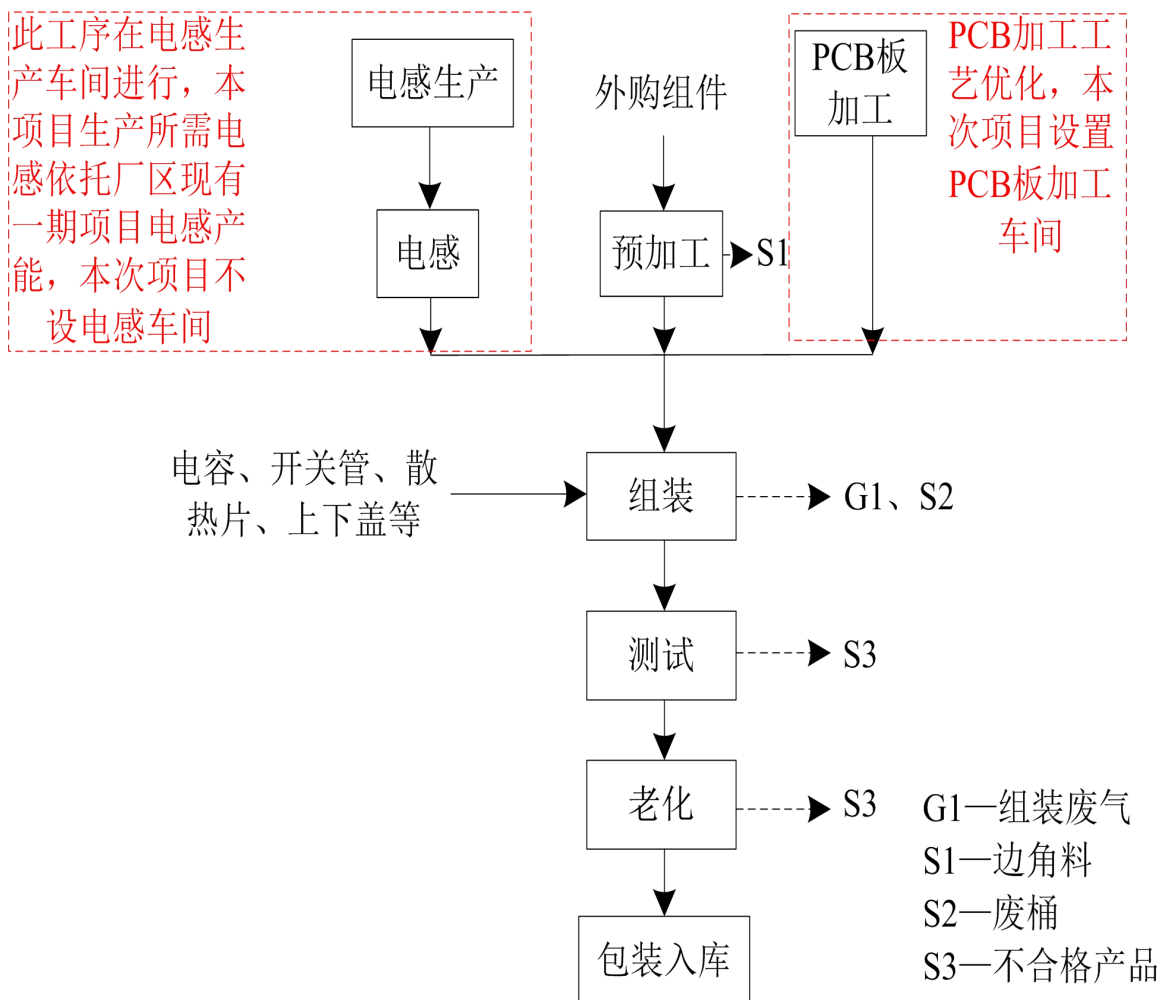 此工序在电感生
产车间进行，本
项目生产所需电
感依托厂区现有
一期项目电感产
能，本次项目不
设电感车间
电感生产
电感
外购组件
预加工
S1
PCB板
加工
PCB加工工
艺优化，本
次项目设置
PCB板加工
车间
电容、开关管、散
热片、上下盖等
组装
G1、S2
测试
S3
老化
S3
包装入库
G1—组装废气
S1—边角料
S2—废桶
S3—不合格产品